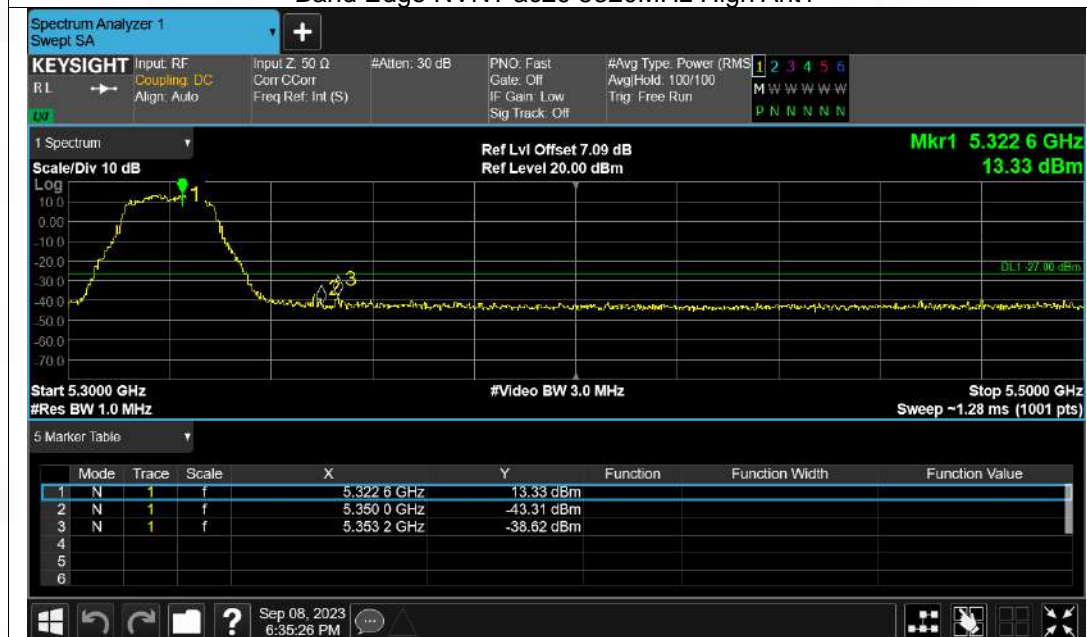 Band Edge NVNT ac20 5320MHz High Ant1
Spectrum Analyzer 1
Swept SA
+
KEYSIGHT Input: RF Input Z: 50 Ω #Atten: 30 dB PNO: Fast #Avg Type: Power (RMS 1 2 3 4 5 6
RL Coupling: DC Corr CCorr Gate: Off Avg|Hold: 100/100 M W W W W W
Align: Auto Freq Ref: Int (S) IF Gain: Low Trig: Free Run
LXI Sig Track: Off P N N N N N
1 Spectrum Ref Lvl Offset 7.09 dB Mkr1 5.322 6 GHz
Scale/Div 10 dB Ref Level 20.00 dBm 13.33 dBm
Log
10.0
0.00
-10.0
-20.0
-30.0
-40.0
-50.0
-60.0
-70.0
1
2
3
DL1 -27.00 dBm
Start 5.3000 GHz #Video BW 3.0 MHz Stop 5.5000 GHz
#Res BW 1.0 MHz Sweep ~1.28 ms (1001 pts)
5 Marker Table
Mode Trace Scale X Y Function Function Width Function Value
1 N 1 f 5.322 6 GHz 13.33 dBm
2 N 1 f 5.350 0 GHz -43.31 dBm
3 N 1 f 5.353 2 GHz -38.62 dBm
4
5
6
? Sep 08, 2023
6:35:26 PM